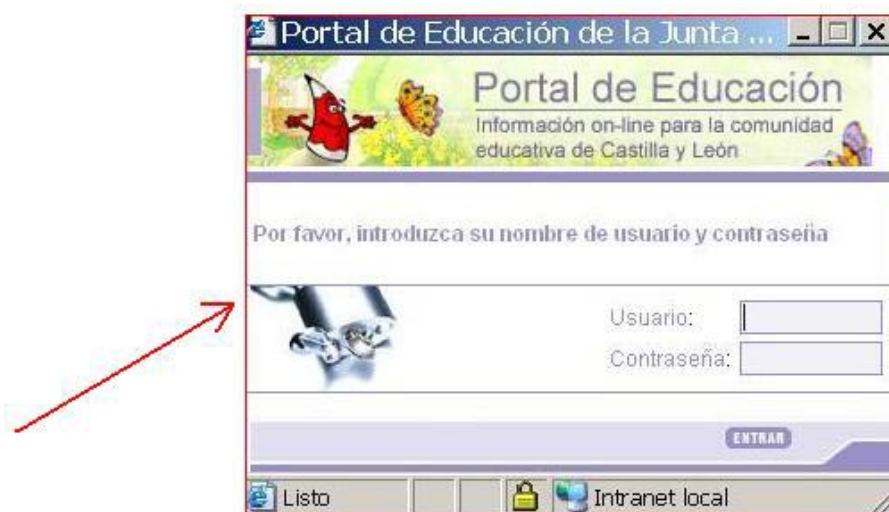 Portal de Educación de la Junta ...
Portal de Educación
Información on-line para la comunidad
educativa de Castilla y León
Por favor, introduzca su nombre de usuario y contraseña
Usuario:
Contraseña:
ENTRAR
Listo
Intranet local